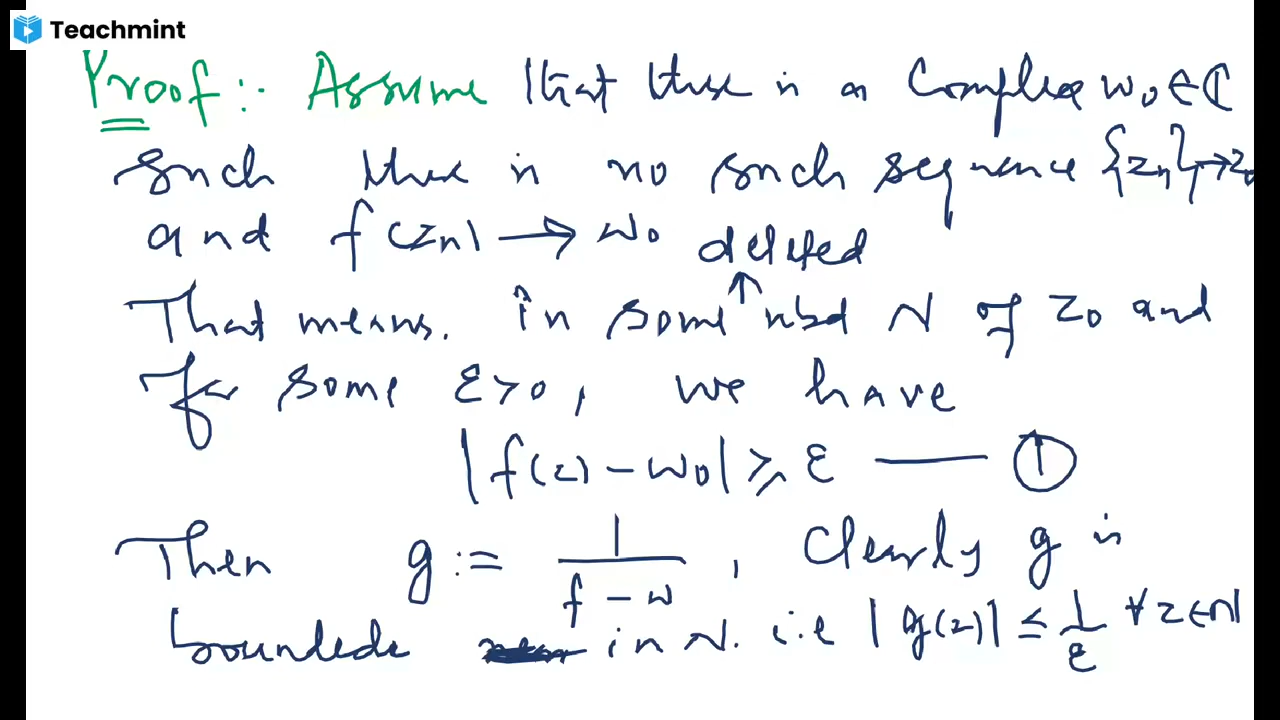 Teachmint
Proof :- Assume that there is a Complex w₀ ∈ ℂ
such there is no such sequence {zₙ} → z₀
and f(zₙ) → w₀ deleted
That means. in some ↑ nbd N of z₀ and
for some ε > 0, we have
|f(z) - w₀| ⩾ ε —— ①
Then g := 1/(f - w), Clearly g is
bounded in N. i.e |g(z)| ≤ 1/ε ∀ z ∈ N